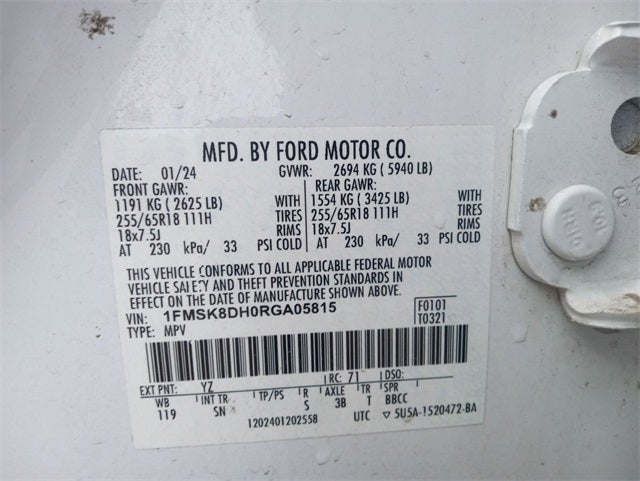 MFD. BY FORD MOTOR CO.
DATE: 01/24 GVWR: 2694 KG ( 5940 LB)
FRONT GAWR: REAR GAWR:
1191 KG ( 2625 LB) WITH 1554 KG ( 3425 LB) WITH
255/65R18 111H TIRES 255/65R18 111H TIRES
18x7.5J RIMS 18x7.5J RIMS
AT 230 kPa/ 33 PSI COLD AT 230 kPa/ 33 PSI COLD
THIS VEHICLE CONFORMS TO ALL APPLICABLE FEDERAL MOTOR
VEHICLE SAFETY AND THEFT PREVENTION STANDARDS IN
EFFECT ON THE DATE OF MANUFACTURE SHOWN ABOVE.
VIN: 1FMSK8DH0RGA05815 F0101
TYPE: MPV T0321
EXT PNT: YZ RC: 71 DSO:
WB INT TR TP/PS R AXLE TR SPR
119 SN S 3B T BBCC
1202401202558 UTC ▽ 5U5A-1520472-BA